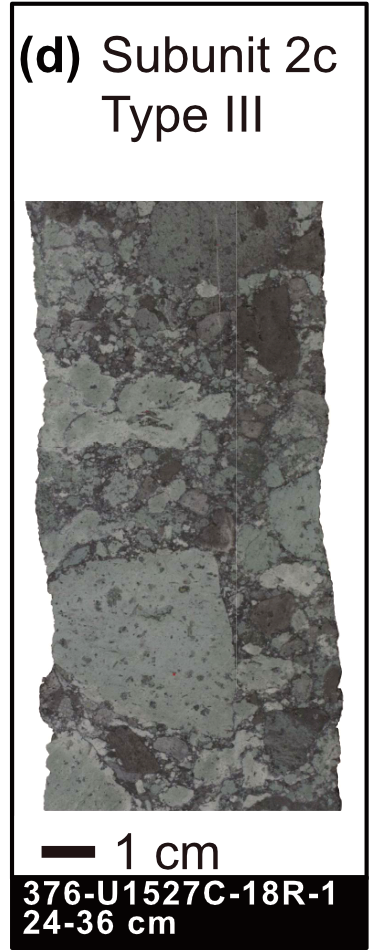 (d) Subunit 2c
Type III
1 cm
376-U1527C-18R-1
24-36 cm